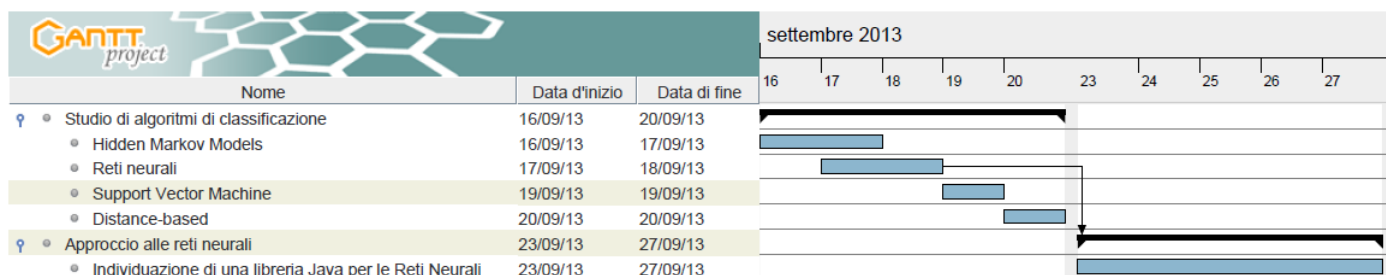 GANTT project
settembre 2013
16 17 18 19 20 23 24 25 26 27
Nome Data d'inizio Data di fine
Studio di algoritmi di classificazione 16/09/13 20/09/13
Hidden Markov Models 16/09/13 17/09/13
Reti neurali 17/09/13 18/09/13
Support Vector Machine 19/09/13 19/09/13
Distance-based 20/09/13 20/09/13
Approccio alle reti neurali 23/09/13 27/09/13
Individuazione di una libreria Java per le Reti Neurali 23/09/13 27/09/13